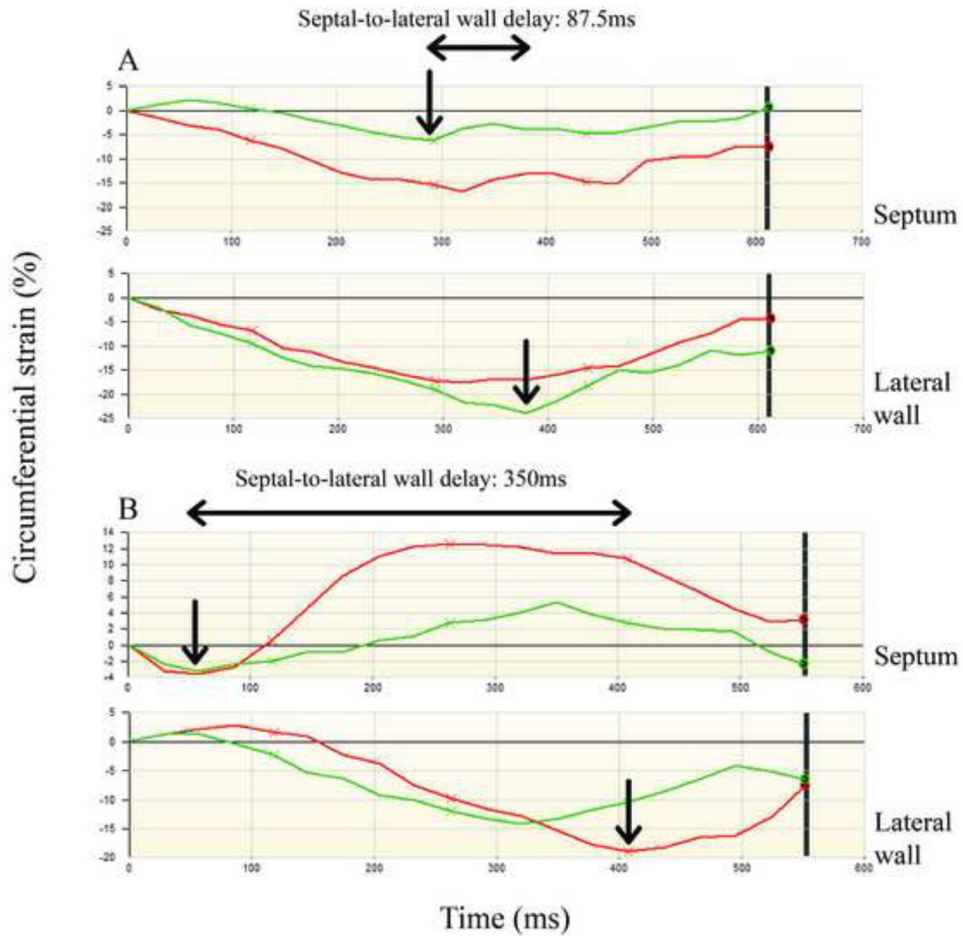 Septal-to-lateral wall delay: 87.5ms
A
5
0
-5
-10
-15
-20
-25
0 100 200 300 400 500 600 700
Septum
Circumferential strain (%)
5
0
-5
-10
-15
-20
-25
0 100 200 300 400 500 600 700
Lateral
wall
Septal-to-lateral wall delay: 350ms
B
14
12
10
8
6
4
2
0
-2
-4
0 100 200 300 400 500 600
Septum
5
0
-5
-10
-15
-20
0 100 200 300 400 500 600
Lateral
wall
Time (ms)